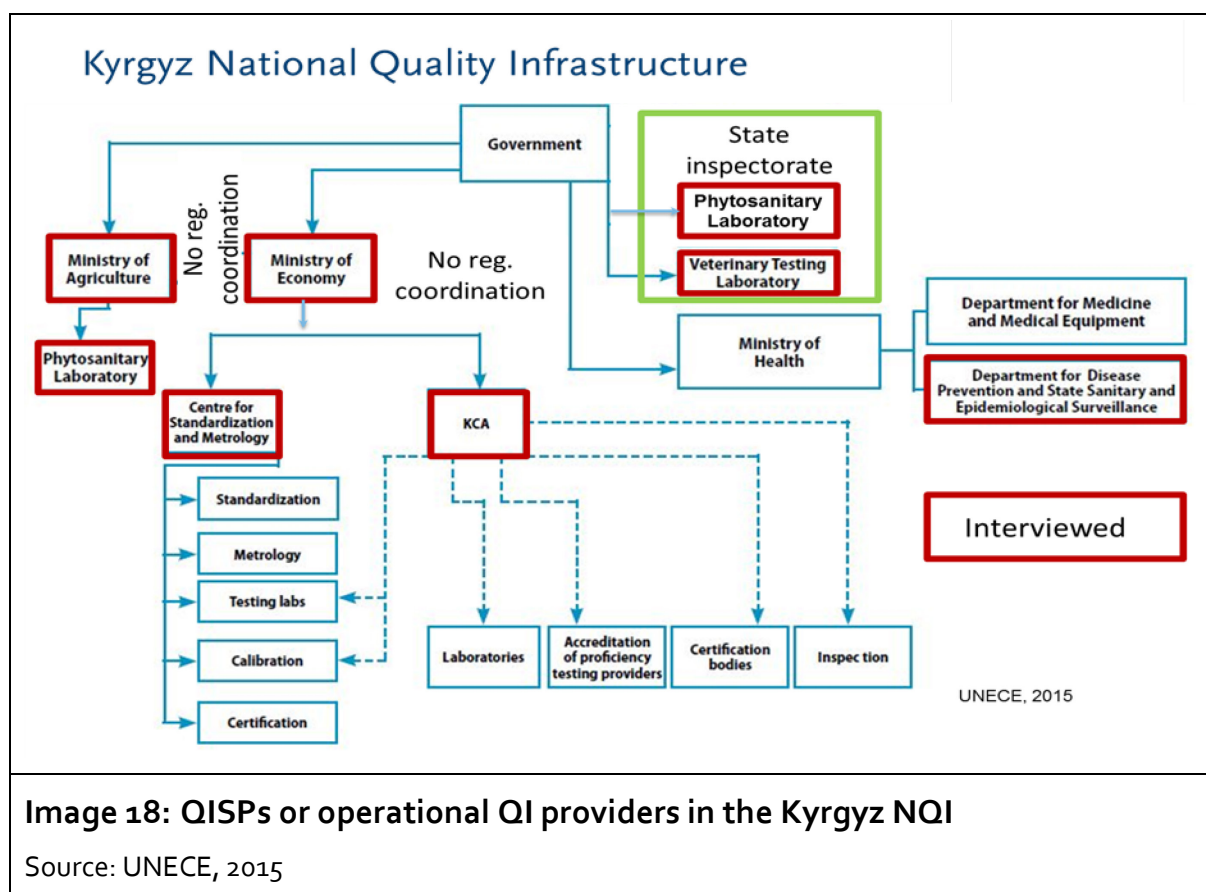 Kyrgyz National Quality Infrastructure
Government
State
inspectorate
Phytosanitary
Laboratory
Veterinary Testing
Laboratory
No reg.
coordination
Ministry of
Agriculture
Ministry of
Economy
No reg.
coordination
Phytosanitary
Laboratory
Ministry of
Health
Department for Medicine
and Medical Equipment
Department for Disease
Prevention and State Sanitary and
Epidemiological Surveillance
Centre for
Standardization
and Metrology
KCA
Standardization
Metrology
Testing labs
Calibration
Certification
Interviewed
Laboratories
Accreditation
of proficiency
testing providers
Certification
bodies
Inspec tion
UNECE, 2015
Image 18: QISPs or operational QI providers in the Kyrgyz NQI
Source: UNECE, 2015